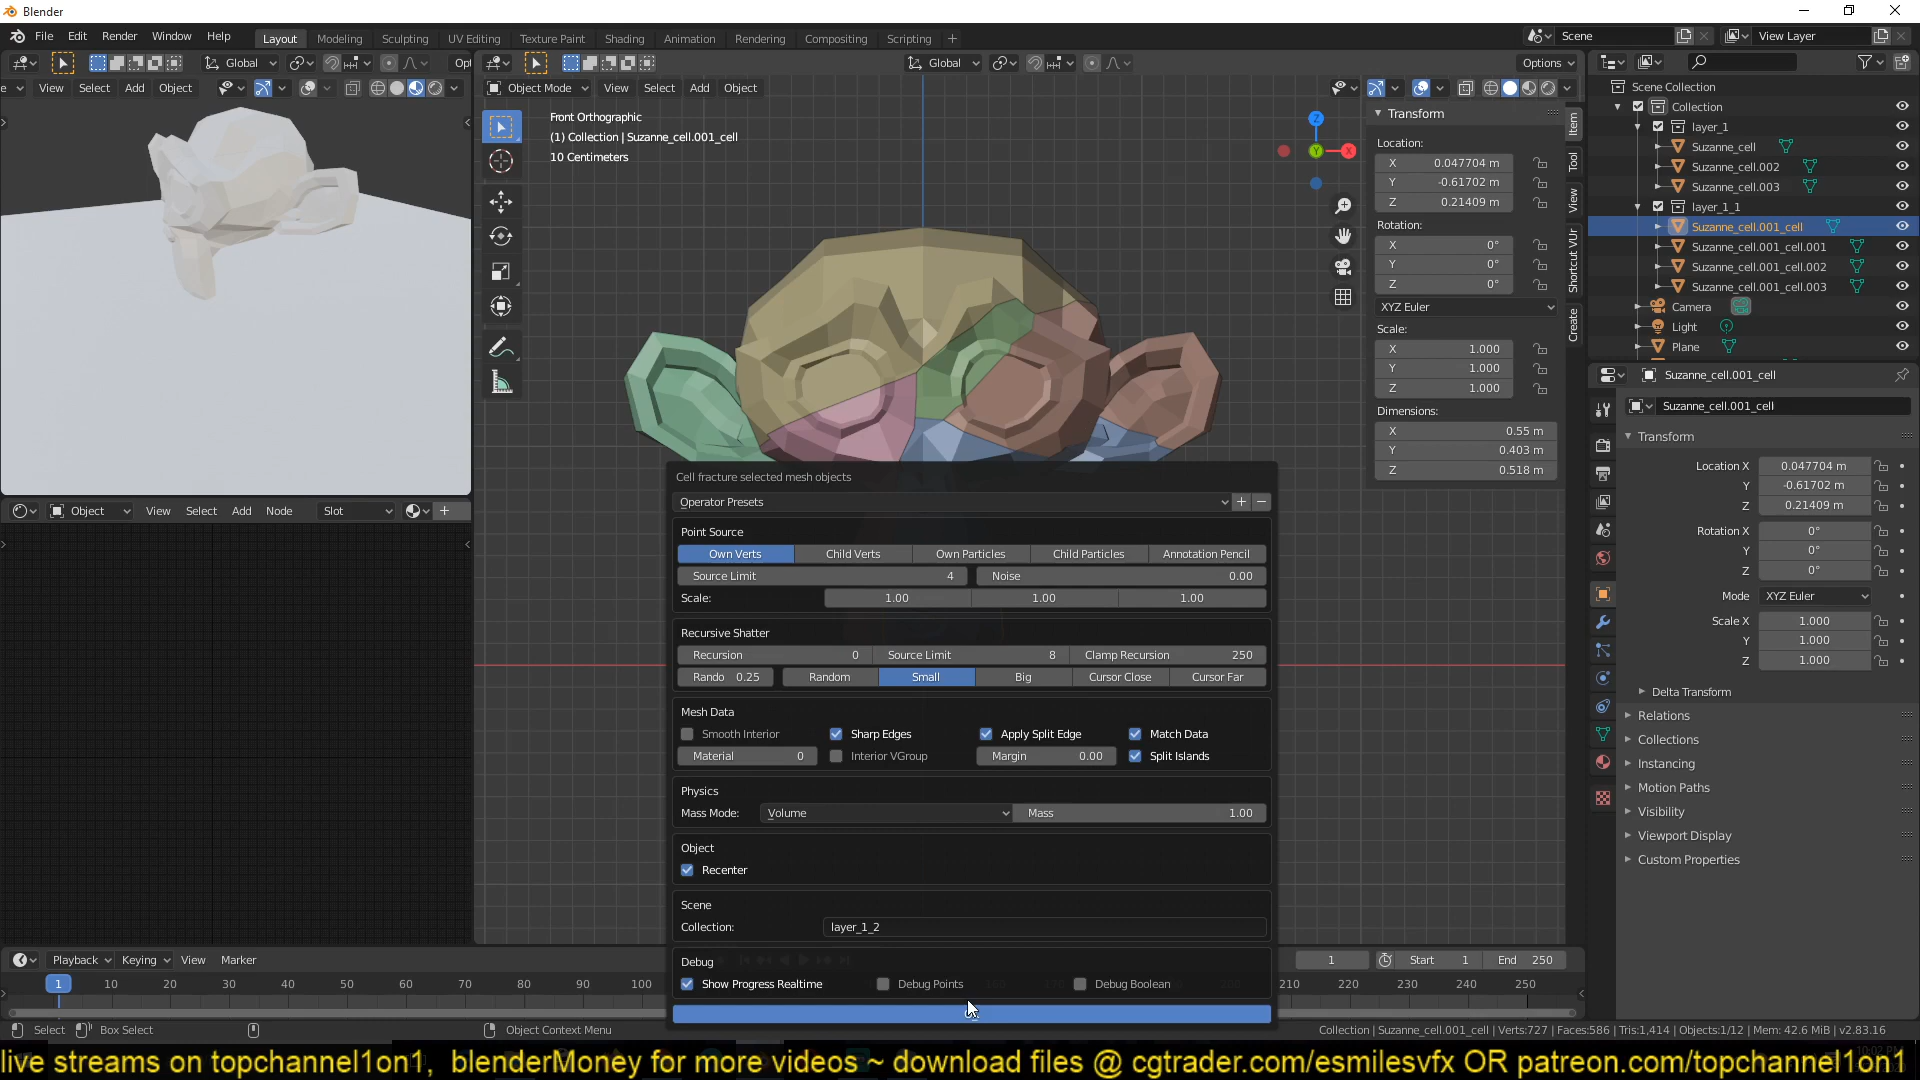 Blender
File Edit Render Window Help
Layout Modeling Sculpting UV Editing Texture Paint Shading Animation Rendering Compositing Scripting +
Scene
View Layer
Global
Opt
Global
Options
View Select Add Object
Object Mode View Select Add Object
Front Orthographic
(1) Collection | Suzanne_cell.001_cell
10 Centimeters
Z
Y
X
Transform
Location:
X 0.047704 m
Y -0.61702 m
Z 0.21409 m
Rotation:
X 0°
Y 0°
Z 0°
XYZ Euler
Scale:
X 1.000
Y 1.000
Z 1.000
Dimensions:
X 0.55 m
Y 0.403 m
Z 0.518 m
Item
Tool
View
Shortcut VUr
Create
Scene Collection
Collection
layer_1
Suzanne_cell
Suzanne_cell.002
Suzanne_cell.003
layer_1_1
Suzanne_cell.001_cell
Suzanne_cell.001_cell.001
Suzanne_cell.001_cell.002
Suzanne_cell.001_cell.003
Camera
Light
Plane
Suzanne_cell.001_cell
Suzanne_cell.001_cell
Transform
Location X 0.047704 m
Y -0.61702 m
Z 0.21409 m
Rotation X 0°
Y 0°
Z 0°
Mode XYZ Euler
Scale X 1.000
Y 1.000
Z 1.000
Delta Transform
Relations
Collections
Instancing
Motion Paths
Visibility
Viewport Display
Custom Properties
Object View Select Add Node Slot
Cell fracture selected mesh objects
Operator Presets
Point Source
Own Verts Child Verts Own Particles Child Particles Annotation Pencil
Source Limit 4 Noise 0.00
Scale: 1.00 1.00 1.00
Recursive Shatter
Recursion 0 Source Limit 8 Clamp Recursion 250
Rando 0.25 Random Small Big Cursor Close Cursor Far
Mesh Data
Smooth Interior Sharp Edges Apply Split Edge Match Data
Material 0 Interior VGroup Margin 0.00 Split Islands
Physics
Mass Mode: Volume Mass 1.00
Object
Recenter
Scene
Collection: layer_1_2
Debug
Show Progress Realtime Debug Points Debug Boolean
Playback Keying View Marker
1 Start 1 End 250
1 10 20 30 40 50 60 70 80 90 100
210 220 230 240 250
Select Box Select Object Context Menu
Collection | Suzanne_cell.001_cell | Verts:727 | Faces:586 | Tris:1,414 | Objects:1/12 | Mem: 42.6 MiB | v2.83.16
live streams on topchannel1on1, blenderMoney for more videos ~ download files @ cgtrader.com/esmilesvfx OR patreon.com/topchannel1on1